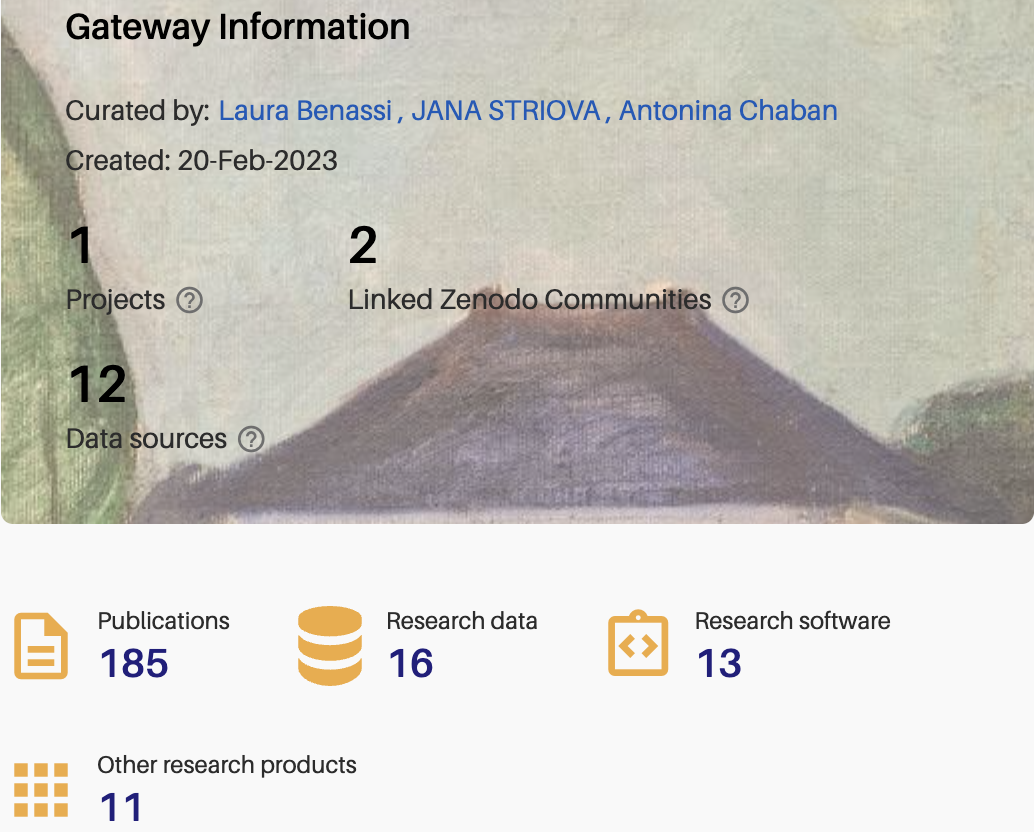 Gateway Information
Curated by: Laura Benassi , JANA STRIOVA , Antonina Chaban
Created: 20-Feb-2023
1
Projects ?
2
Linked Zenodo Communities ?
12
Data sources ?
Publications
185
Research data
16
Research software
13
Other research products
11